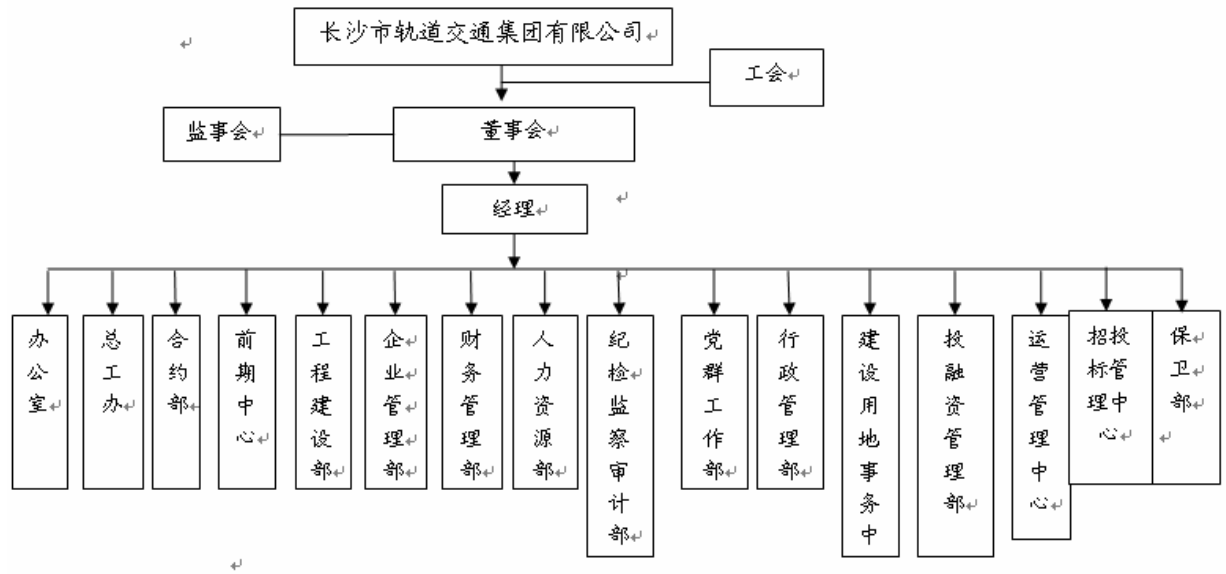 长沙市轨道交通集团有限公司
工会
监事会
董事会
经理
办公室
总工办
合约部
前期中心
工程建设部
企业管理部
财务管理部
人力资源部
纪检监察审计部
党群工作部
行政管理部
建设用地事务中
投融资管理部
运营管理中心
招投
标管
理中
心
保卫部